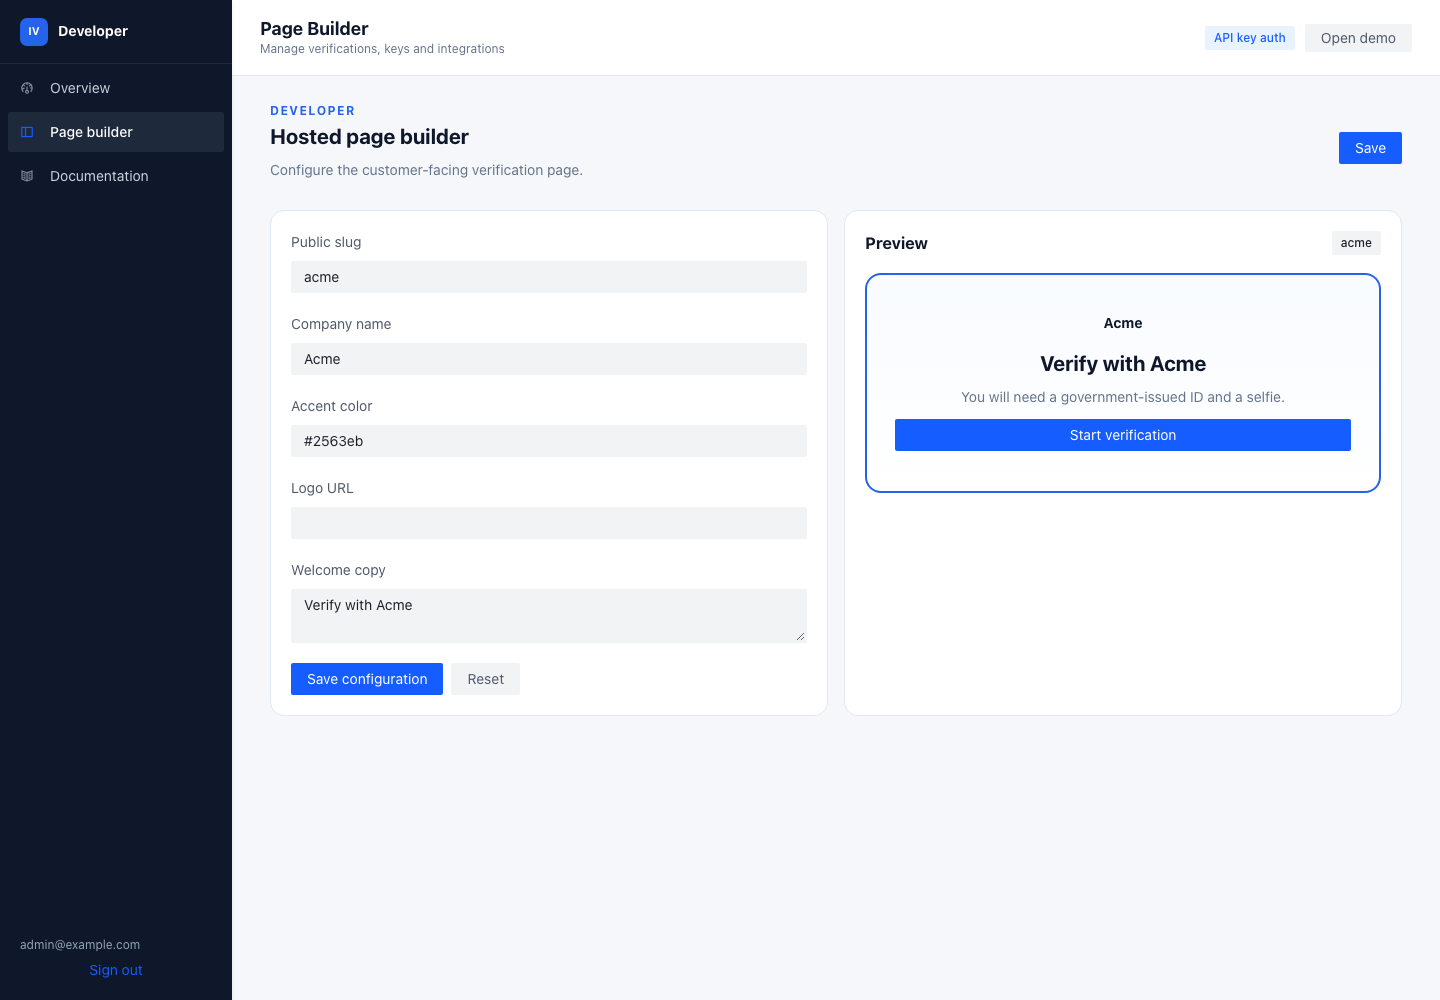 IV
Developer
Overview
Page builder
Documentation
admin@example.com
Sign out
Page Builder
Manage verifications, keys and integrations
API key auth
Open demo
DEVELOPER
Hosted page builder
Configure the customer-facing verification page.
Save
Public slug
acme
Company name
Acme
Accent color
#2563eb
Logo URL
Welcome copy
Verify with Acme
Save configuration
Reset
Preview
acme
Acme
Verify with Acme
You will need a government-issued ID and a selfie.
Start verification